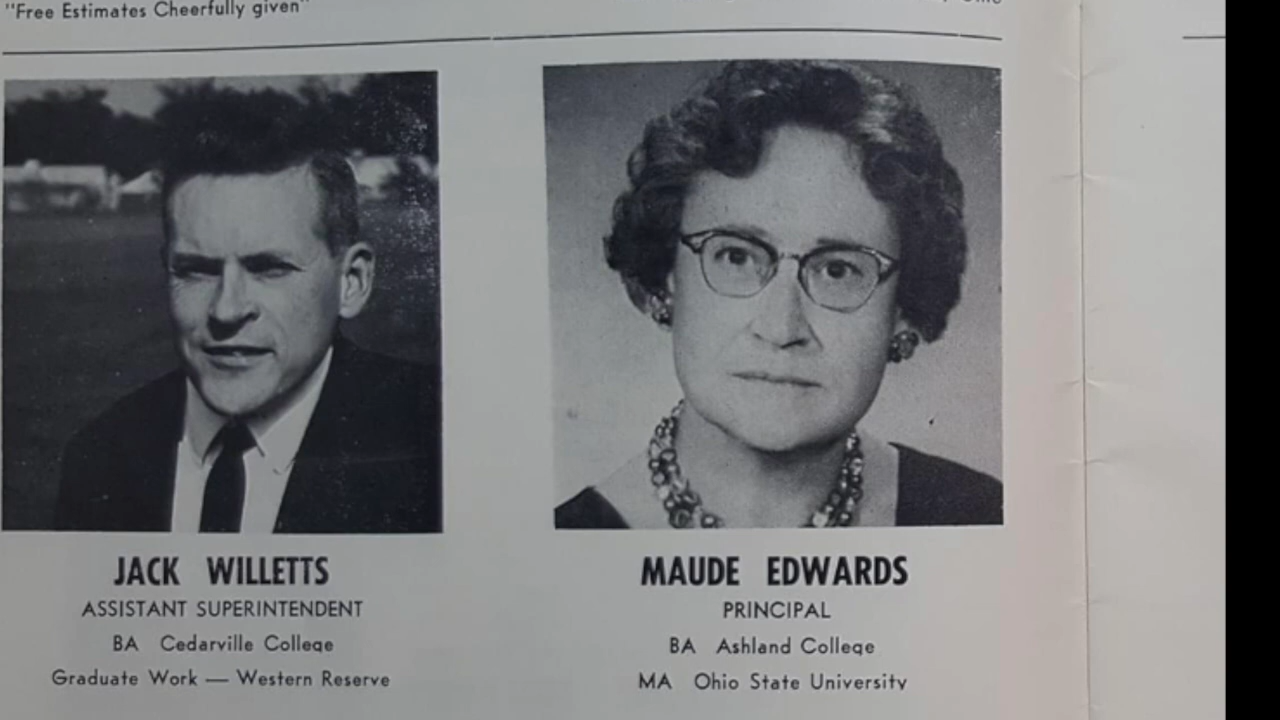 "Free Estimates Cheerfully given"
JACK WILLETTS
ASSISTANT SUPERINTENDENT
BA Cedarville College
Graduate Work — Western Reserve
MAUDE EDWARDS
PRINCIPAL
BA Ashland College
MA Ohio State University